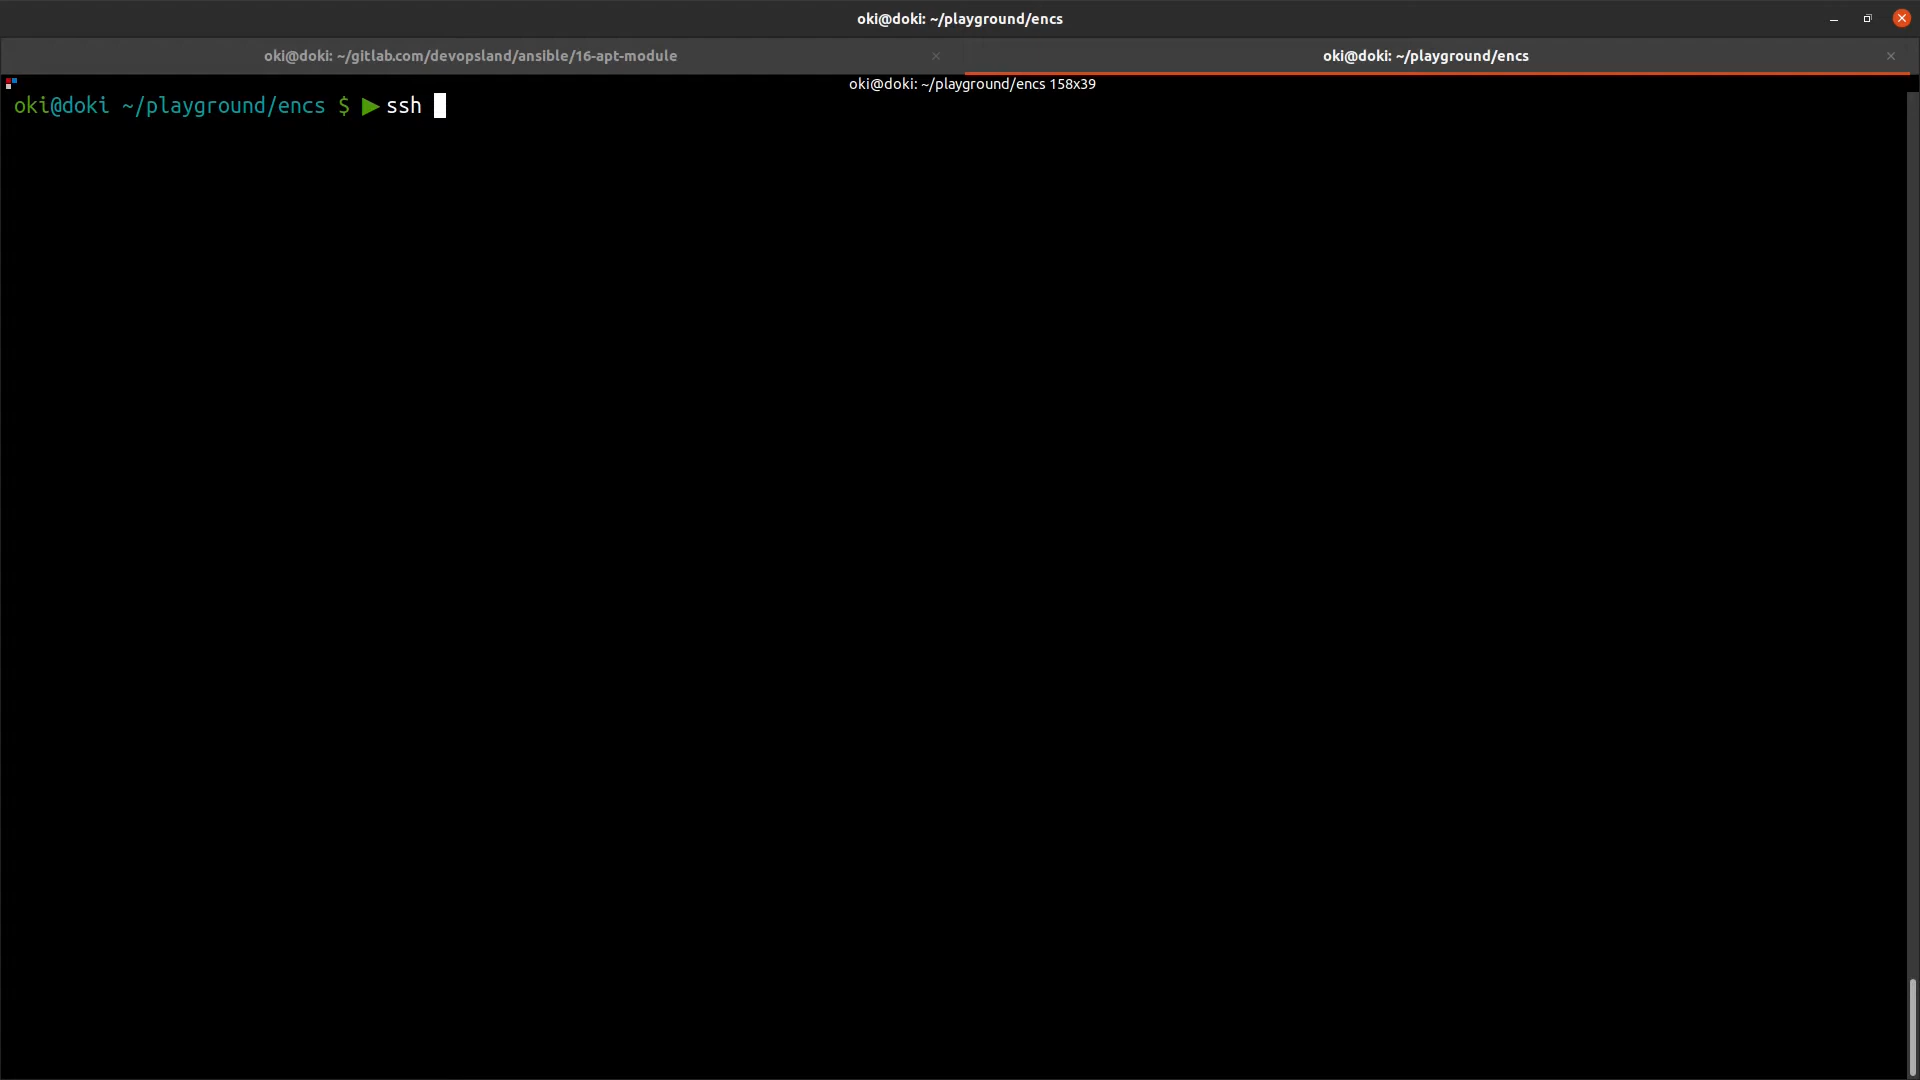 oki@doki: ~/playground/encs
oki@doki: ~/gitlab.com/devopsland/ansible/16-apt-module
oki@doki: ~/playground/encs
oki@doki: ~/playground/encs 158x39
oki@doki ~/playground/encs $ ▶ ssh